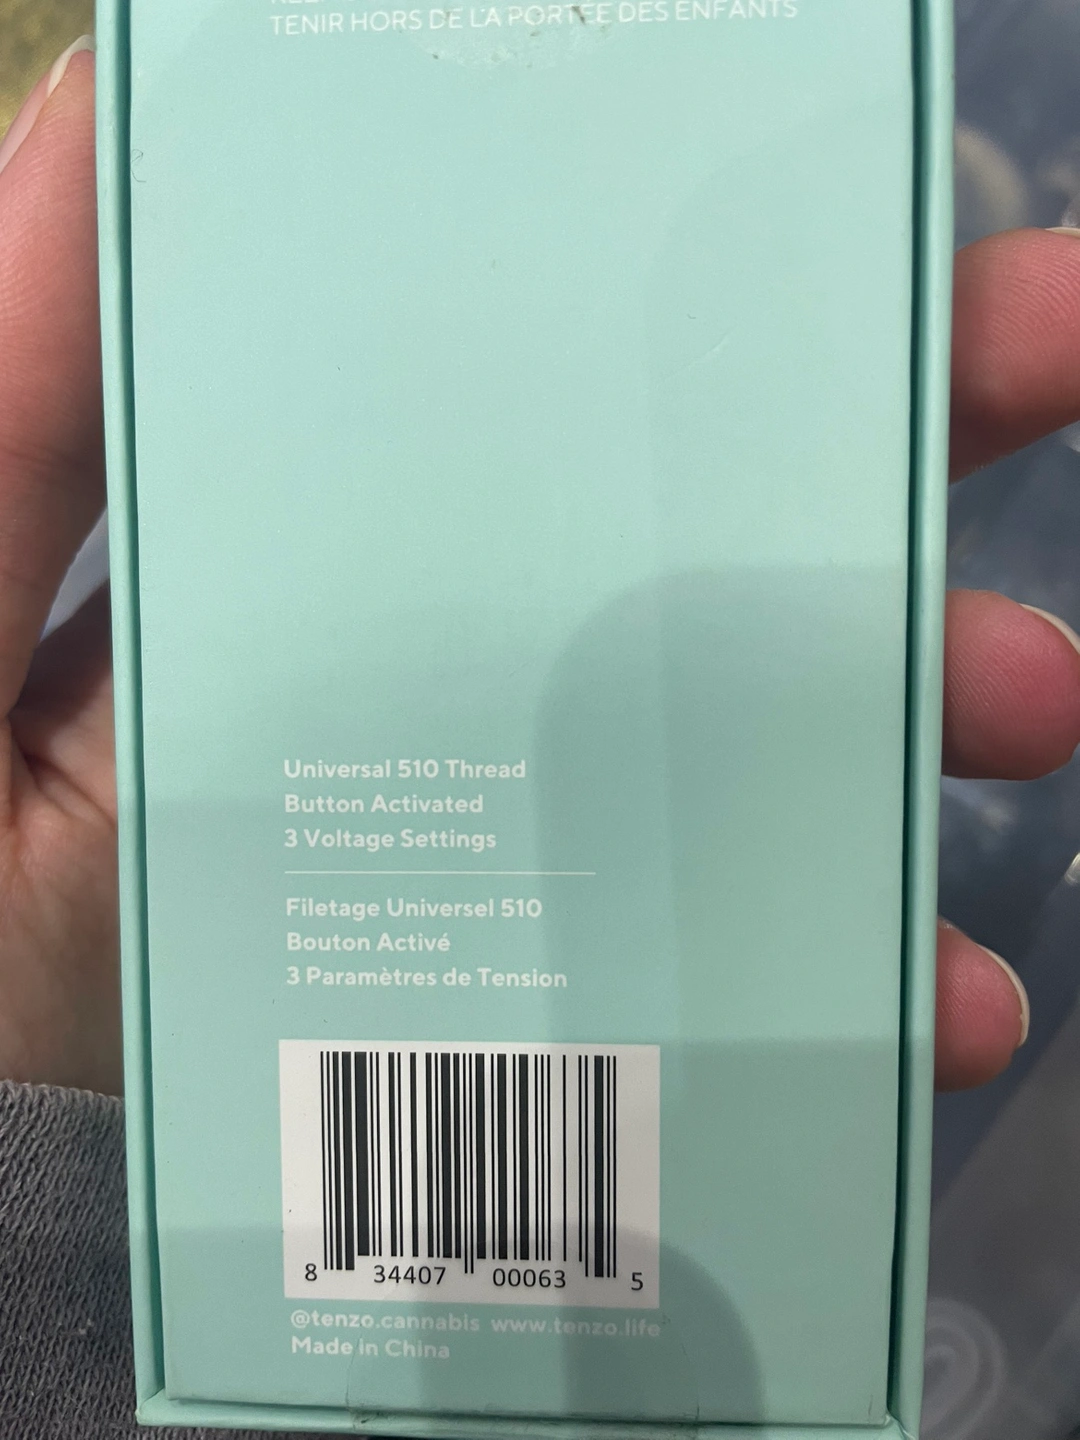 TENIR HORS DE LA PORTÉE DES ENFANTS
Universal 510 Thread
Button Activated
3 Voltage Settings
Filetage Universel 510
Bouton Activé
3 Paramètres de Tension
8 34407 00063 5
@tenzo.cannabis www.tenzo.life
Made in China